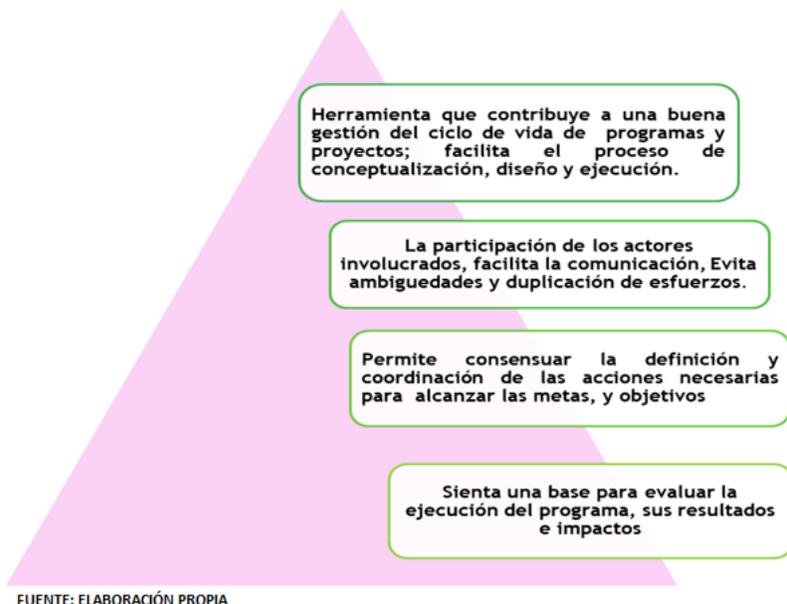 Herramienta que contribuye a una buena
gestión del ciclo de vida de programas y
proyectos; facilita el proceso de
conceptualización, diseño y ejecución.
La participación de los actores
involucrados, facilita la comunicación, Evita
ambiguedades y duplicación de esfuerzos.
Permite consensuar la definición y
coordinación de las acciones necesarias
para alcanzar las metas, y objetivos
Sienta una base para evaluar la
ejecución del programa, sus resultados
e impactos
FUENTE: ELABORACIÓN PROPIA